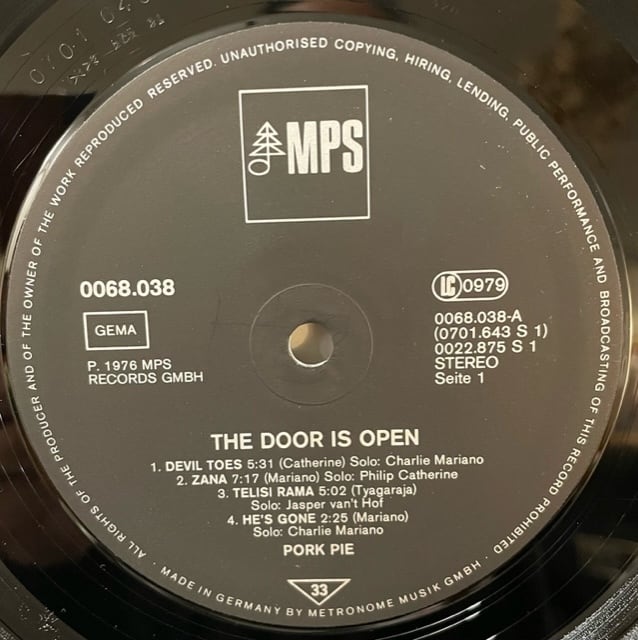 ALL RIGHTS OF THE PRODUCER AND OF THE OWNER OF THE WORK REPRODUCED RESERVED. UNAUTHORISED COPYING, HIRING, LENDING, PUBLIC PERFORMANCE AND BROADCASTING OF THIS RECORD PROHIBITED
MPS
0068.038
GEMA
P. 1976 MPS
RECORDS GMBH
LC 0979
0068.038-A
(0701.643 S 1)
0022.875 S 1
STEREO
Seite 1
THE DOOR IS OPEN
1. DEVIL TOES 5:31 (Catherine) Solo: Charlie Mariano
2. ZANA 7:17 (Mariano) Solo: Philip Catherine
3. TELISI RAMA 5:02 (Tyagaraja)
Solo: Jasper van't Hof
4. HE'S GONE 2:25 (Mariano)
Solo: Charlie Mariano
PORK PIE
33
· MADE IN GERMANY BY METRONOME MUSIK GMBH ·